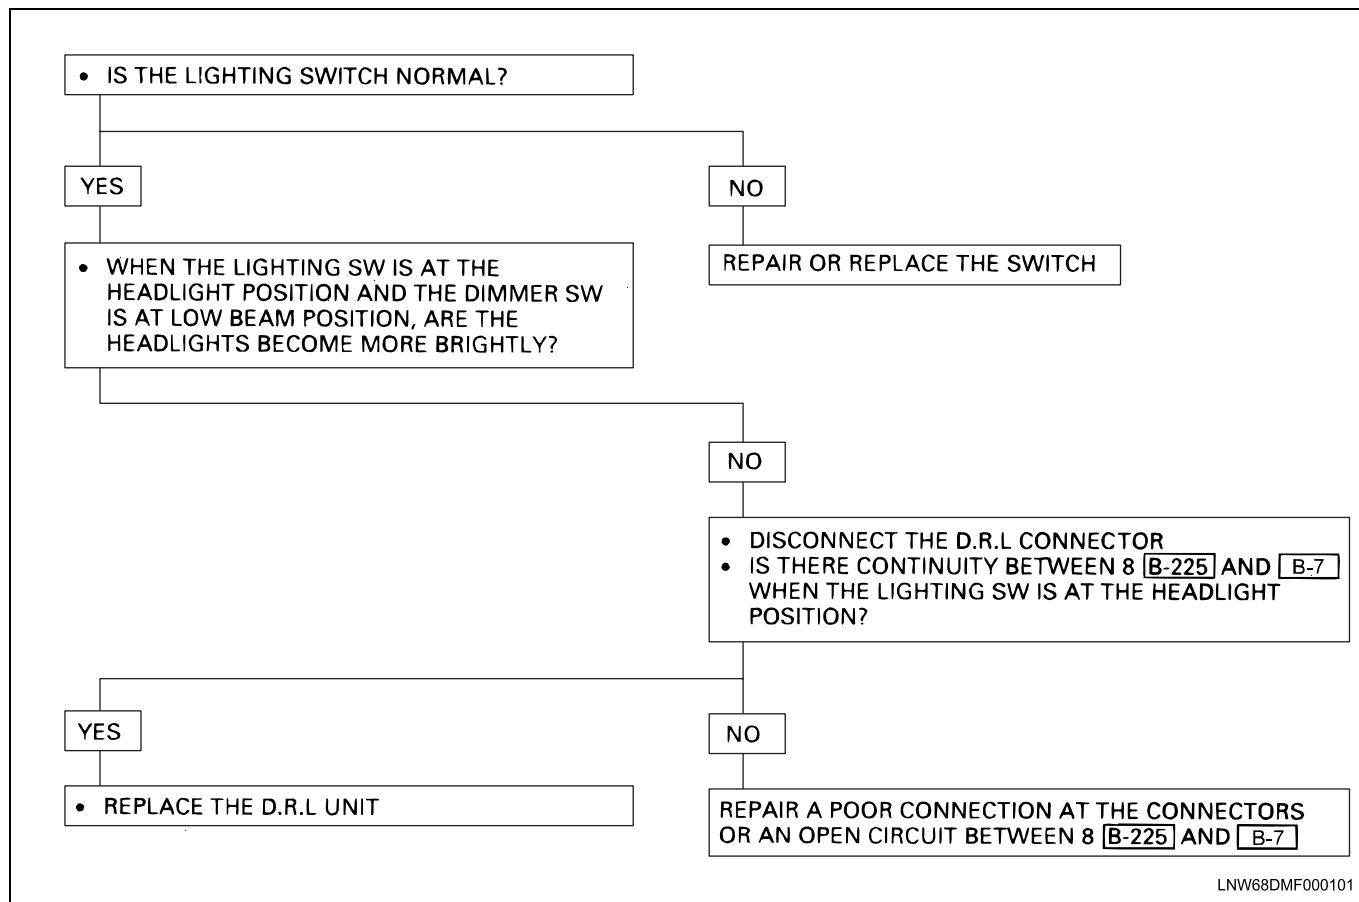 • IS THE LIGHTING SWITCH NORMAL?
YES
NO
• WHEN THE LIGHTING SW IS AT THE
HEADLIGHT POSITION AND THE DIMMER SW
IS AT LOW BEAM POSITION, ARE THE
HEADLIGHTS BECOME MORE BRIGHTLY?
REPAIR OR REPLACE THE SWITCH
NO
• DISCONNECT THE D.R.L CONNECTOR
• IS THERE CONTINUITY BETWEEN 8 B-225 AND B-7
WHEN THE LIGHTING SW IS AT THE HEADLIGHT
POSITION?
YES
NO
• REPLACE THE D.R.L UNIT
REPAIR A POOR CONNECTION AT THE CONNECTORS
OR AN OPEN CIRCUIT BETWEEN 8 B-225 AND B-7
LNW68DMF000101